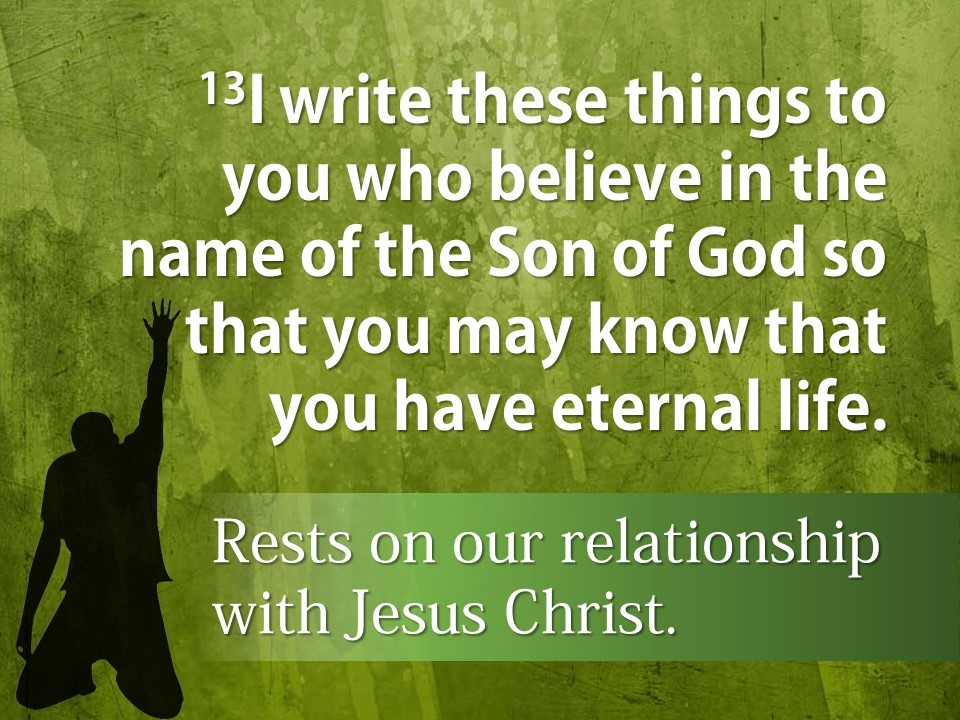 ¹³I write these things to
you who believe in the
name of the Son of God so
that you may know that
you have eternal life.
Rests on our relationship
with Jesus Christ.